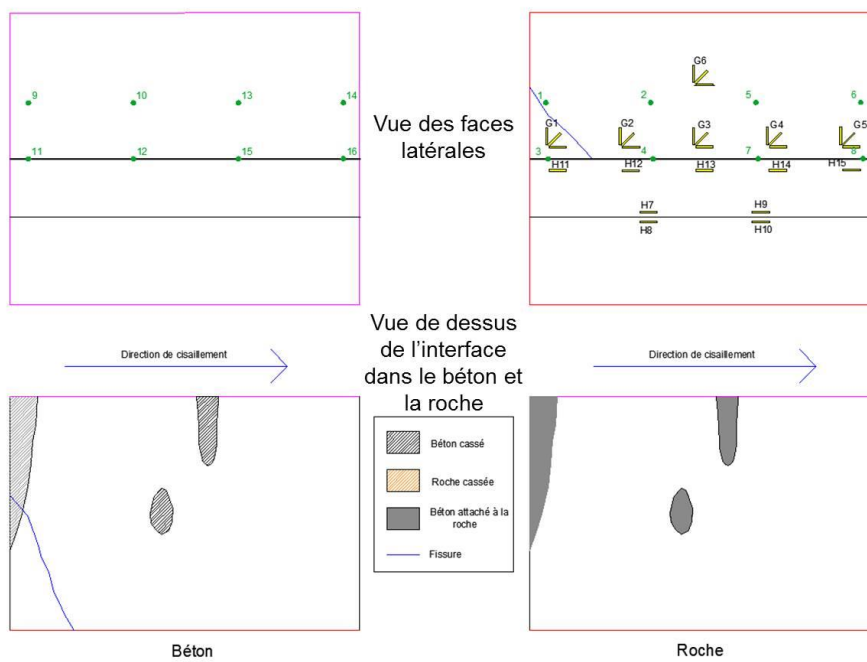 9
10
13
14
11
12
15
16
Vue des faces
latérales
G6
1
2
5
6
G1
G2
G3
G4
G5
3
4
7
8
H11
H12
H13
H14
H15
H7
H9
H8
H10
Vue de dessus
de l'interface
dans le béton et
la roche
Direction de cisaillement
Direction de cisaillement
Béton cassé
Roche cassée
Béton attaché à la
roche
Fissure
Béton
Roche